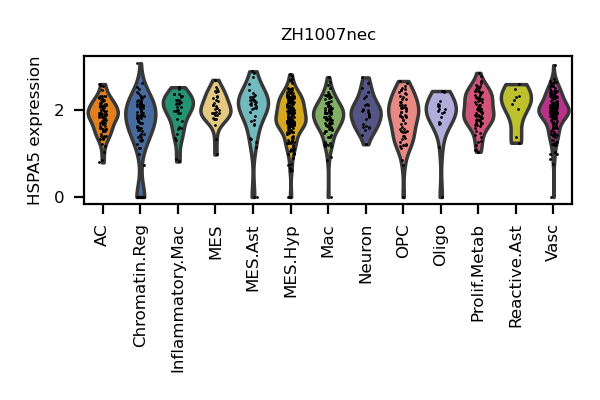 ZH1007nec
HSPA5 expression
2
0
AC
Chromatin.Reg
Inflammatory.Mac
MES
MES.Ast
MES.Hyp
Mac
Neuron
OPC
Oligo
Prolif.Metab
Reactive.Ast
Vasc